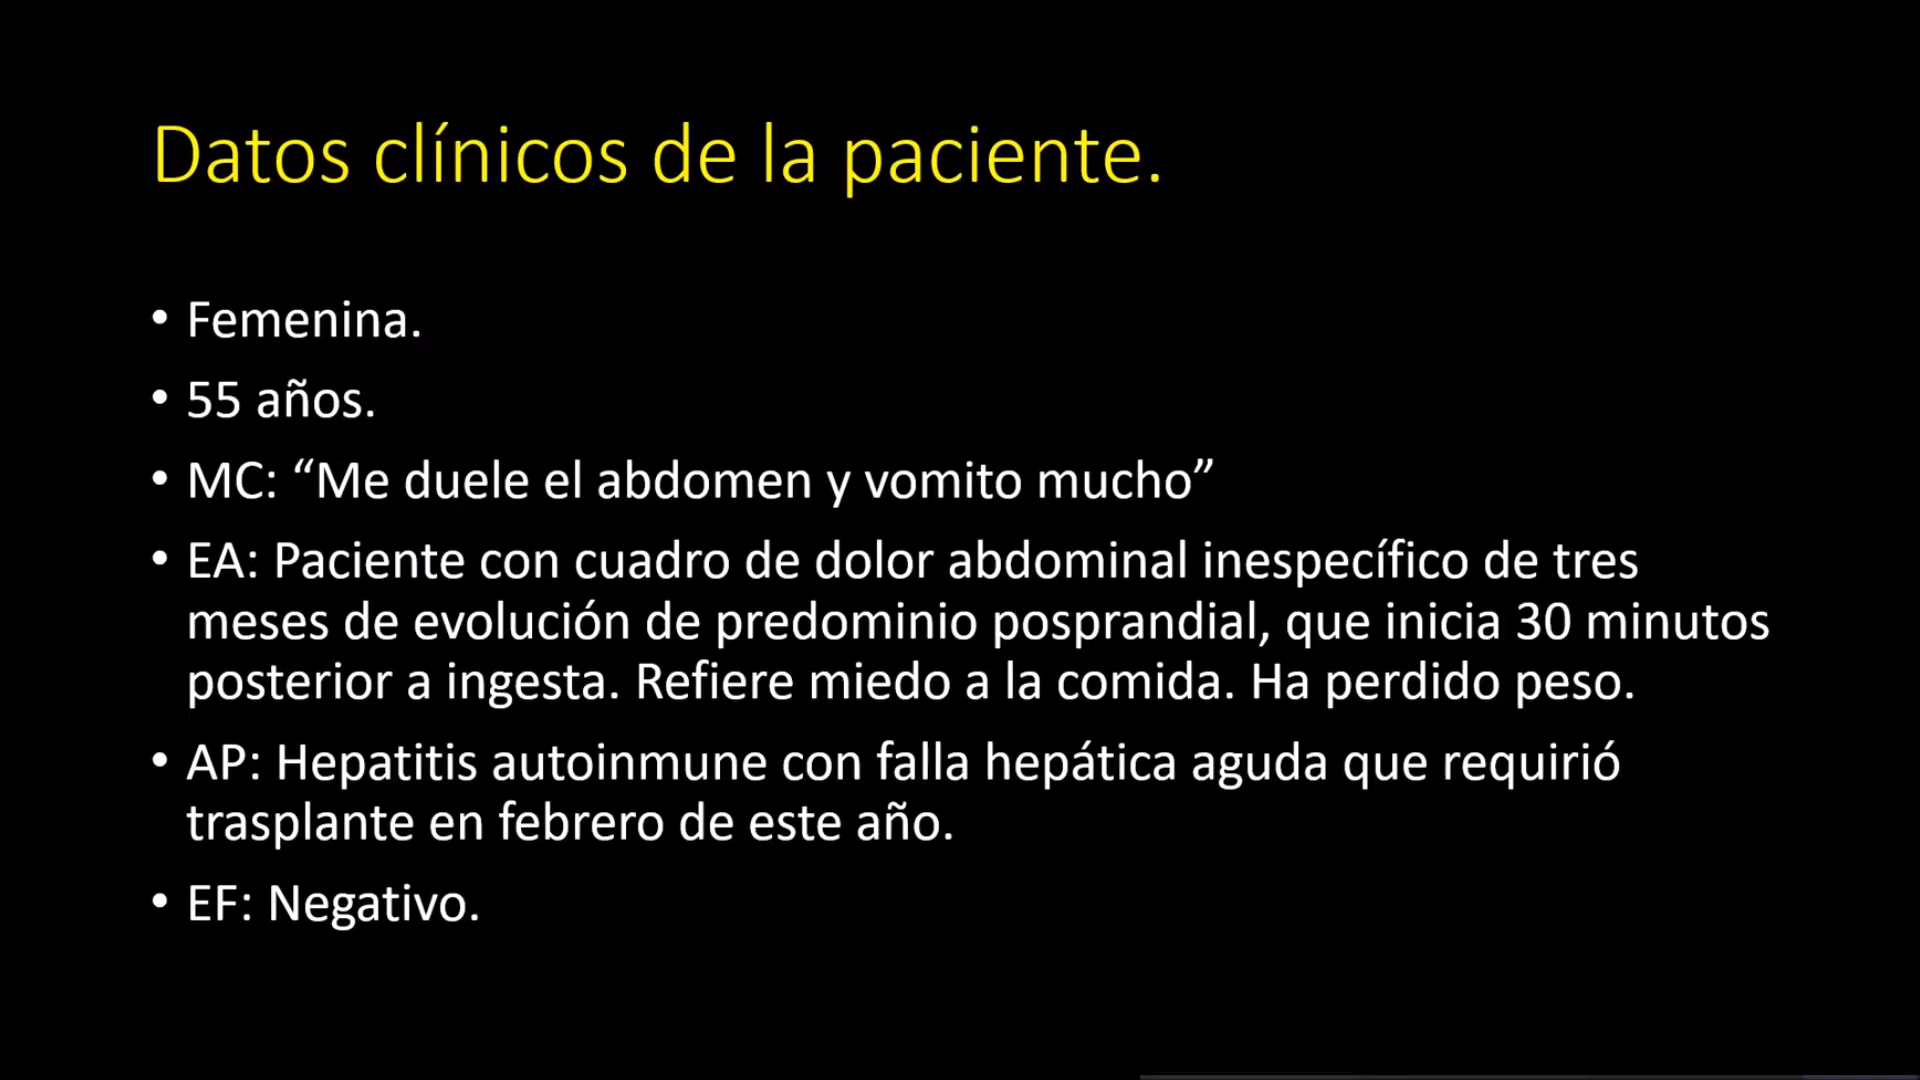 Datos clínicos de la paciente.
• Femenina.
• 55 años.
• MC: “Me duele el abdomen y vomito mucho”
• EA: Paciente con cuadro de dolor abdominal inespecífico de tres
meses de evolución de predominio posprandial, que inicia 30 minutos
posterior a ingesta. Refiere miedo a la comida. Ha perdido peso.
• AP: Hepatitis autoinmune con falla hepática aguda que requirió
trasplante en febrero de este año.
• EF: Negativo.